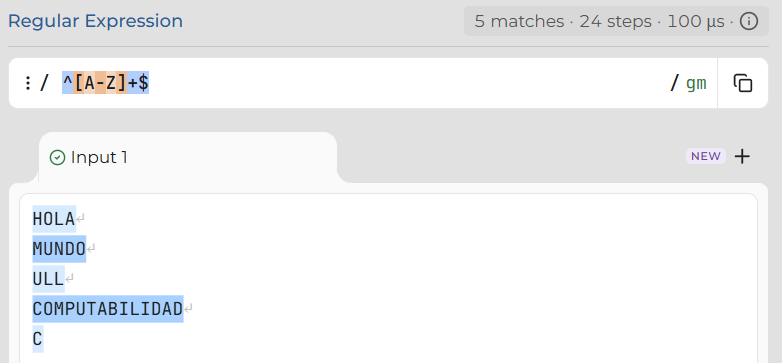 Regular Expression 5 matches · 24 steps · 100 µs ·
/ ^[A-Z]+$ / gm
Input 1 NEW +
HOLA↵
MUNDO↵
ULL↵
COMPUTABILIDAD↵
C